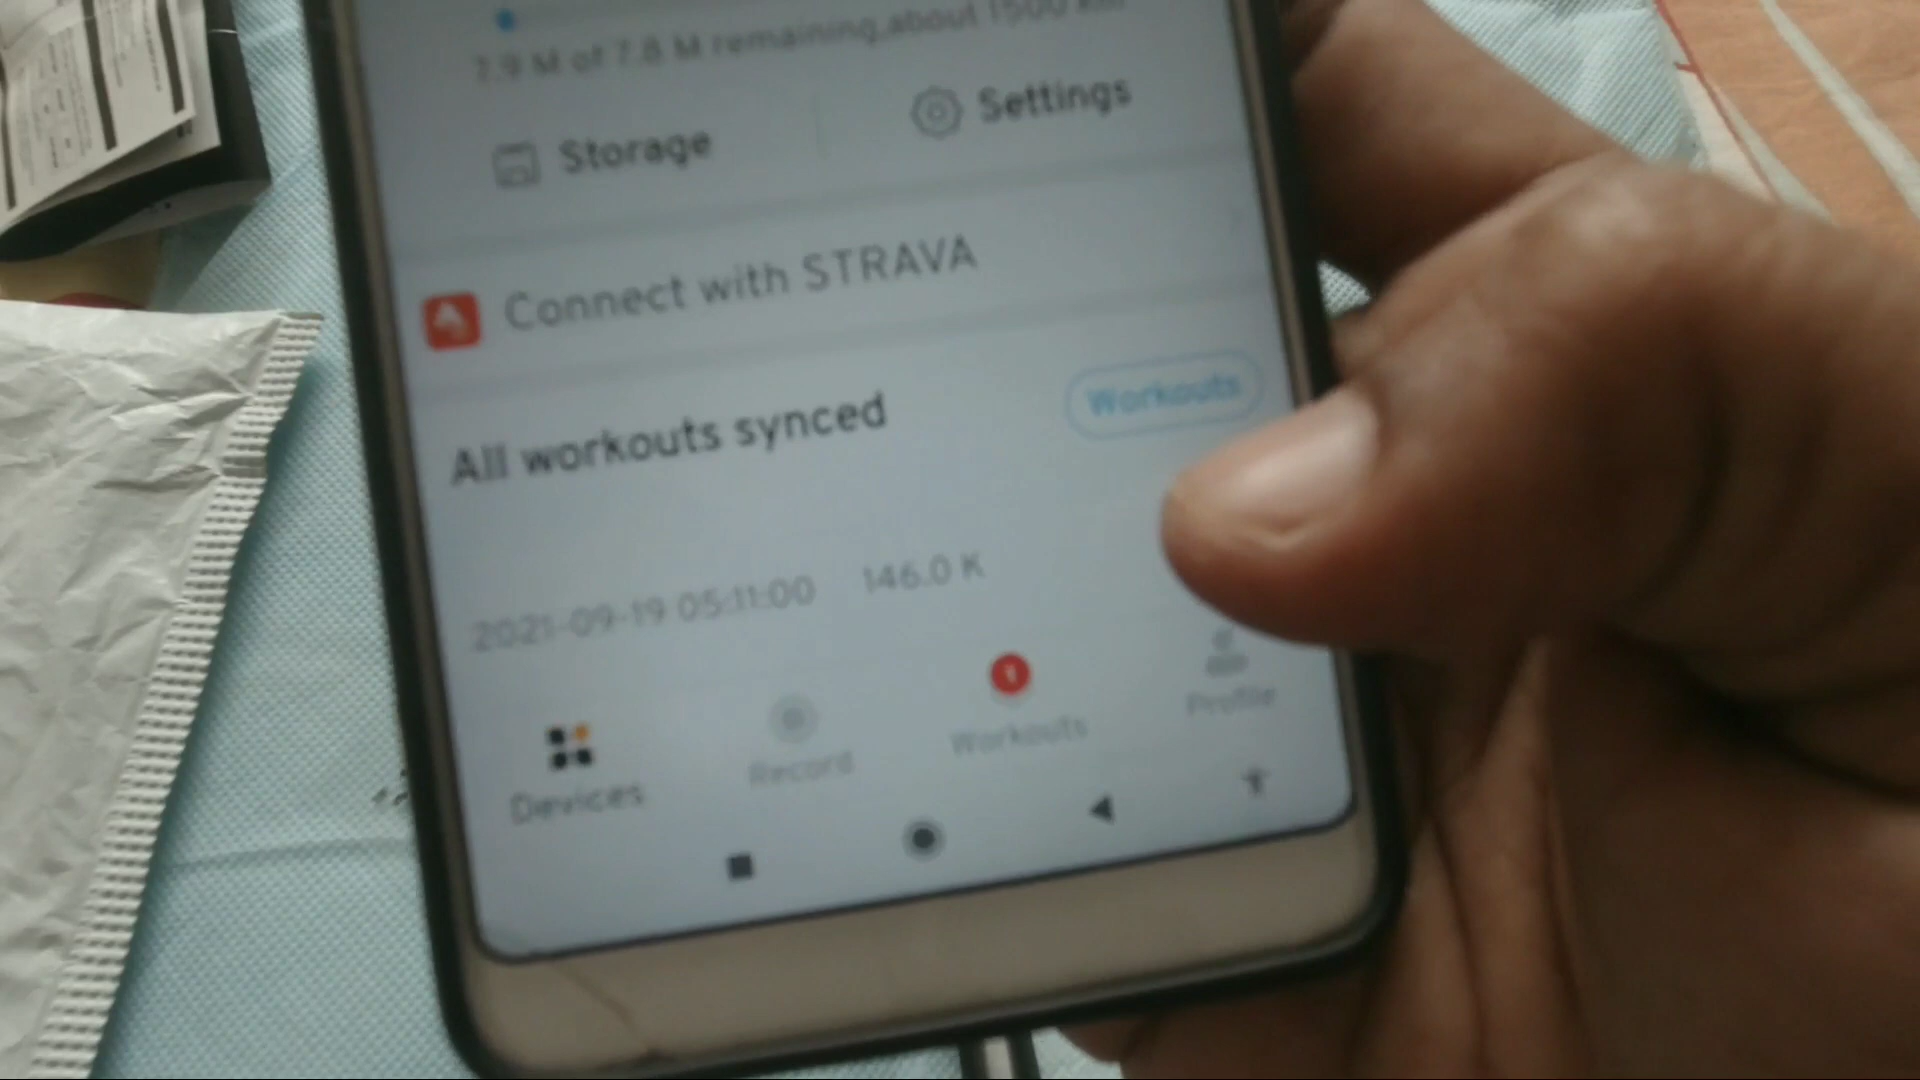 7.9 M of 7.8 M remaining,about 1500 km
Storage
Settings
Connect with STRAVA
All workouts synced
Workouts
2021-09-19 05:11:00 146.0 K
1
Devices
Record
Workouts
Profile